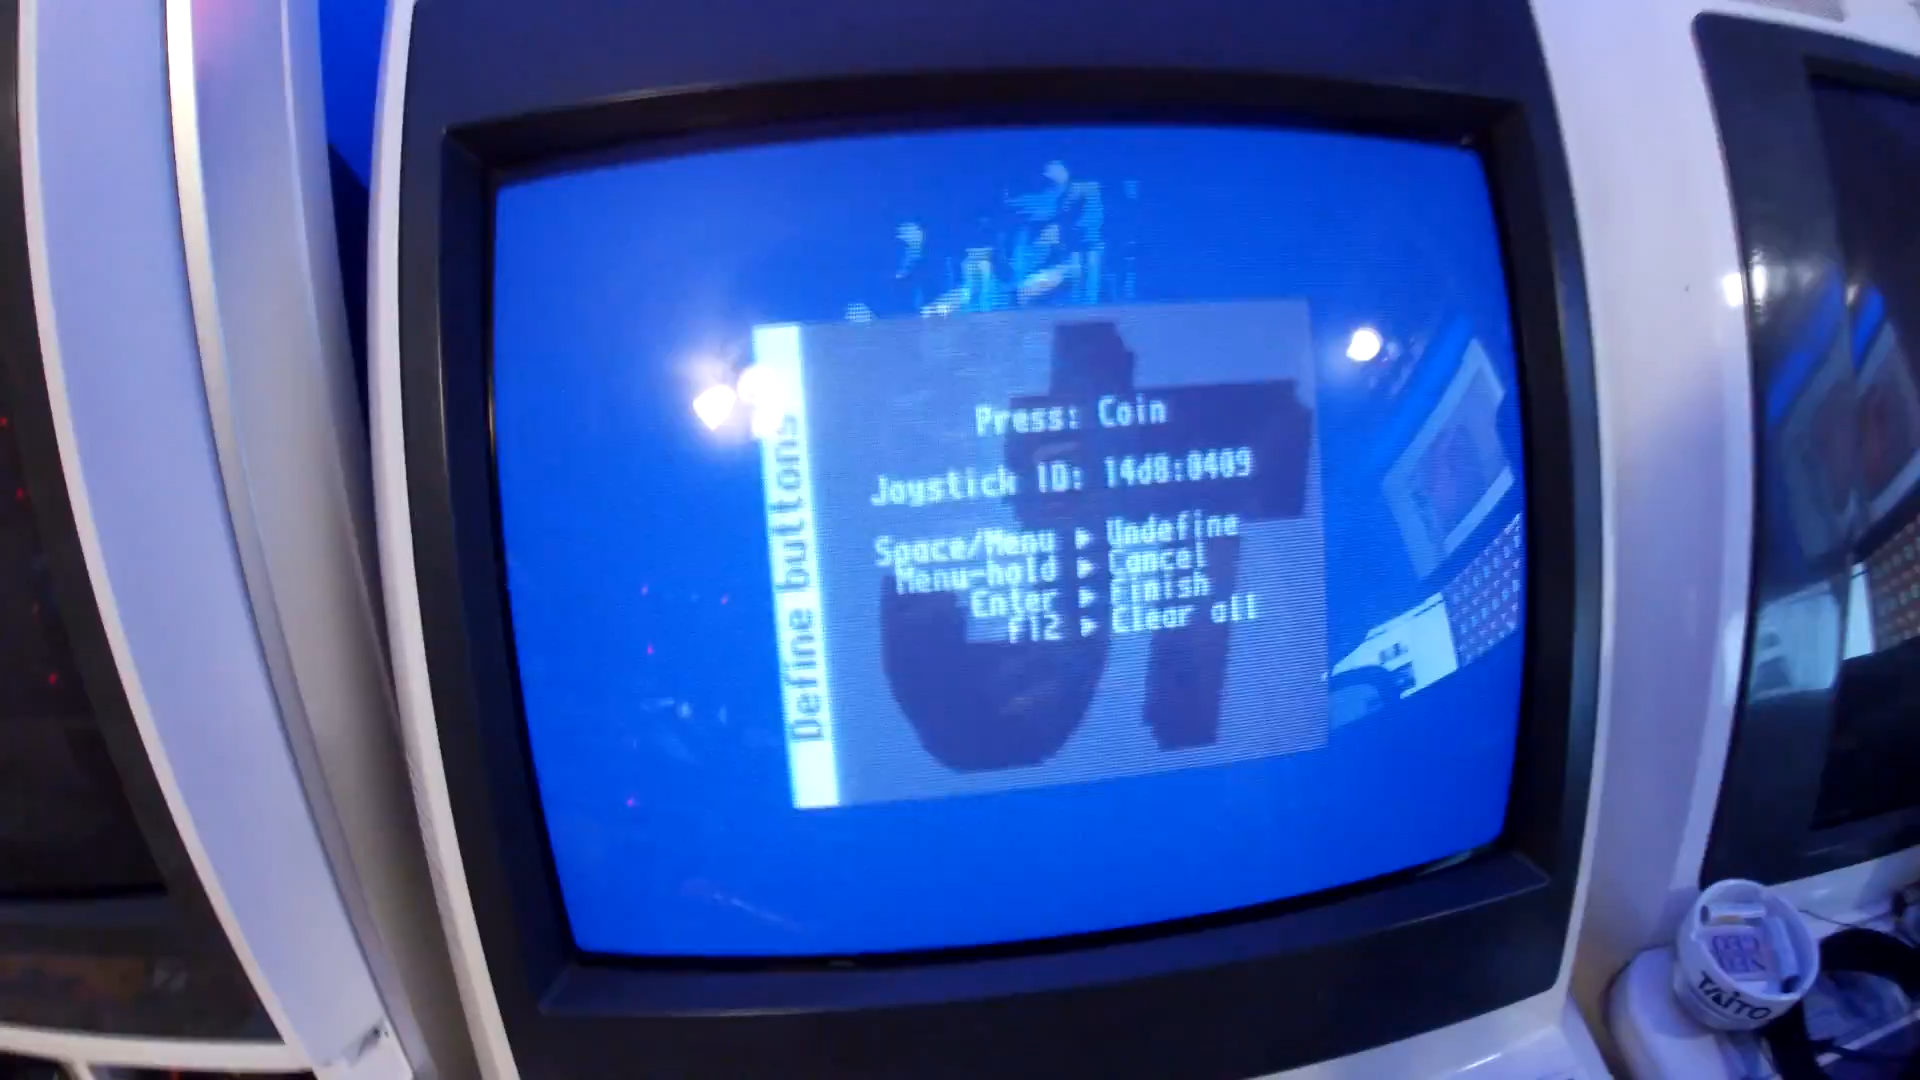 Define buttons
Press: Coin
Joystick ID: 14d8:0409
Space/Menu ▸ Undefine
Menu-hold ▸ Cancel
Enter ▸ Finish
F12 ▸ Clear all
TAITO